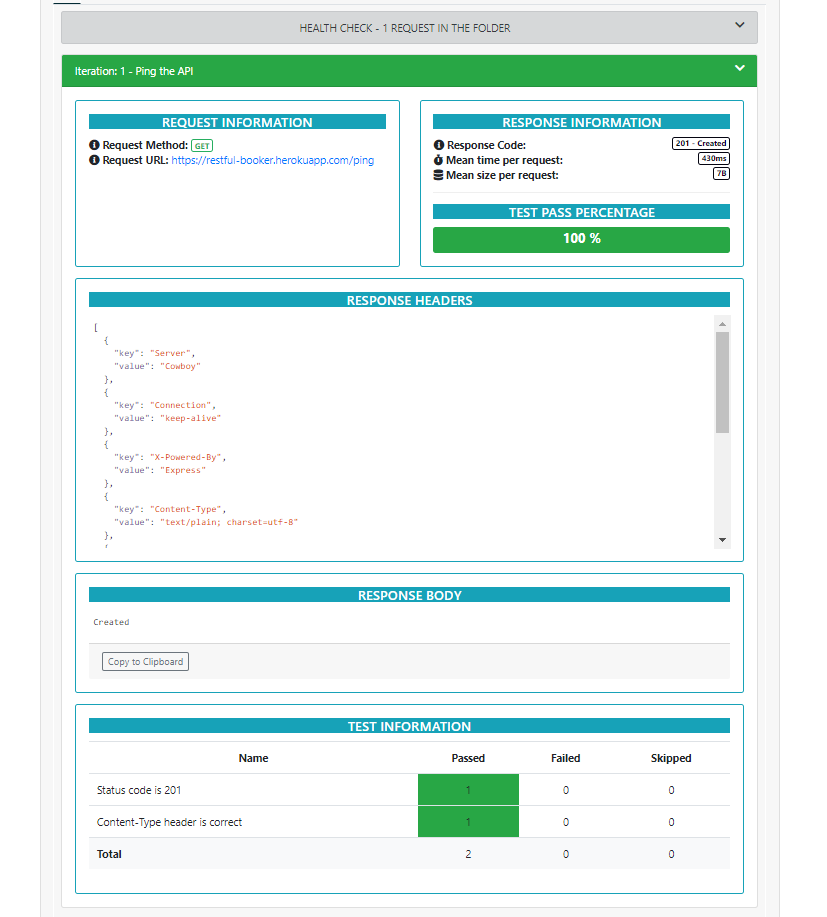 HEALTH CHECK - 1 REQUEST IN THE FOLDER
Iteration: 1 - Ping the API
REQUEST INFORMATION
Request Method: GET
Request URL: https://restful-booker.herokuapp.com/ping
RESPONSE INFORMATION
Response Code: 201 - Created
Mean time per request: 430ms
Mean size per request: 7B
TEST PASS PERCENTAGE
100 %
RESPONSE HEADERS
[
{
"key": "Server",
"value": "Cowboy"
},
{
"key": "Connection",
"value": "keep-alive"
},
{
"key": "X-Powered-By",
"value": "Express"
},
{
"key": "Content-Type",
"value": "text/plain; charset=utf-8"
},
{
RESPONSE BODY
Created
Copy to Clipboard
TEST INFORMATION
Name Passed Failed Skipped
Status code is 201 1 0 0
Content-Type header is correct 1 0 0
Total 2 0 0